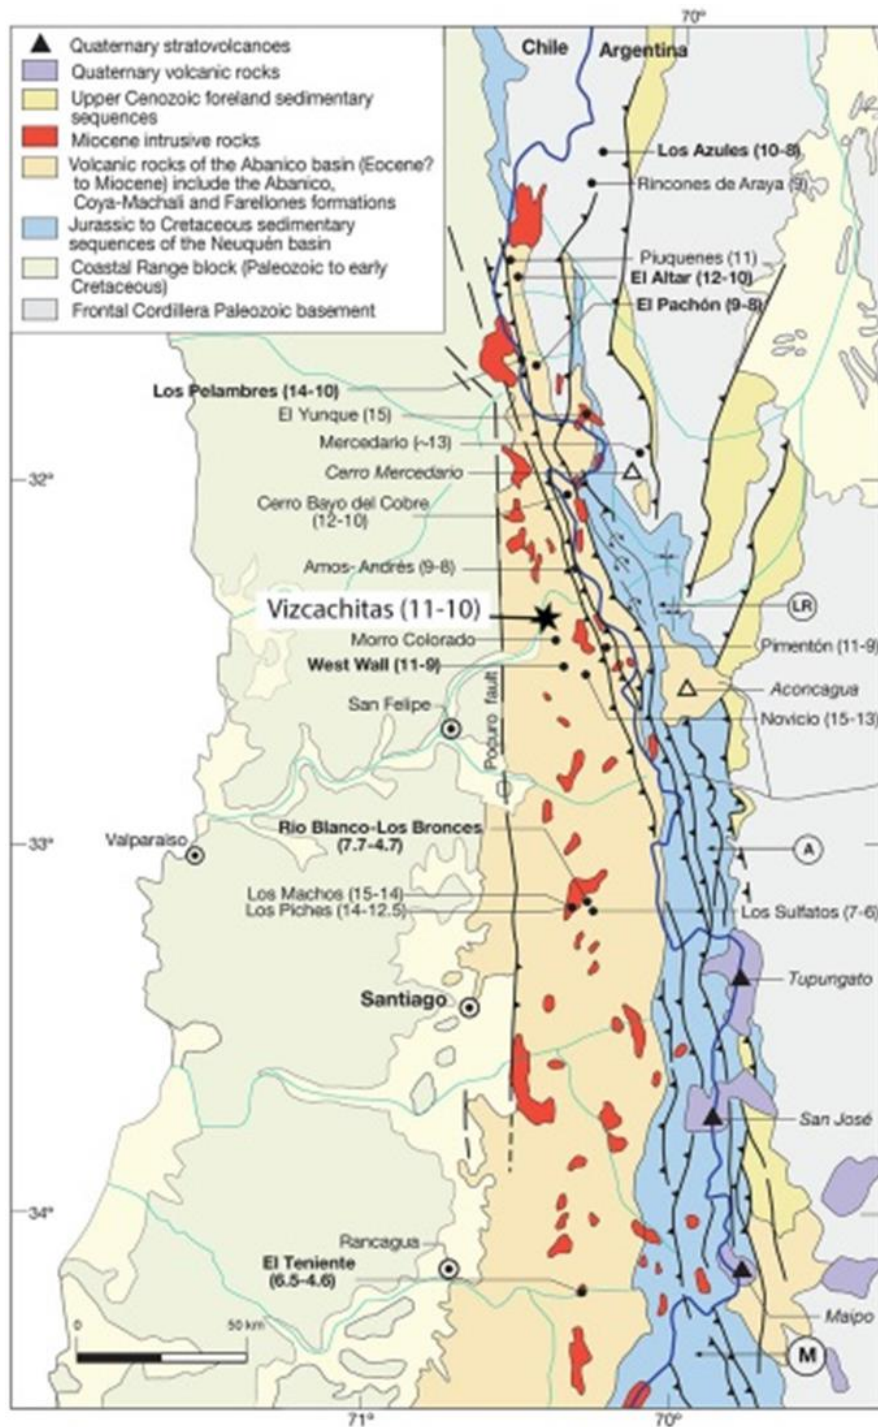 70º
Chile
Argentina
Quaternary stratovolcanoes
Quaternary volcanic rocks
Upper Cenozoic foreland sedimentary
sequences
Miocene intrusive rocks
Volcanic rocks of the Abanico basin (Eocene?
to Miocene) include the Abanico,
Coya-Machalí and Farellones formations
Jurassic to Cretaceous sedimentary
sequences of the Neuquén basin
Coastal Range block (Paleozoic to early
Cretaceous)
Frontal Cordillera Paleozoic basement
Los Azules (10-8)
Rincones de Araya (9)
Piuquenes (11)
El Altar (12-10)
El Pachón (9-8)
Los Pelambres (14-10)
El Yunque (15)
Mercedario (~13)
Cerro Mercedario
32º
Cerro Bayo del Cobre
(12-10)
Amos-Andrés (9-8)
Vizcachitas (11-10)
LR
Morro Colorado
Pimentón (11-9)
West Wall (11-9)
Aconcagua
San Felipe
Novicio (15-13)
Pocuro fault
Río Blanco-Los Bronces
(7.7-4.7)
33º
Valparaiso
A
Los Machos (15-14)
Los Piches (14-12.5)
Los Sulfatos (7-6)
Tupungato
Santiago
San José
34º
Rancagua
El Teniente
(6.5-4.6)
Maipo
0
50 km
M
71º
70º